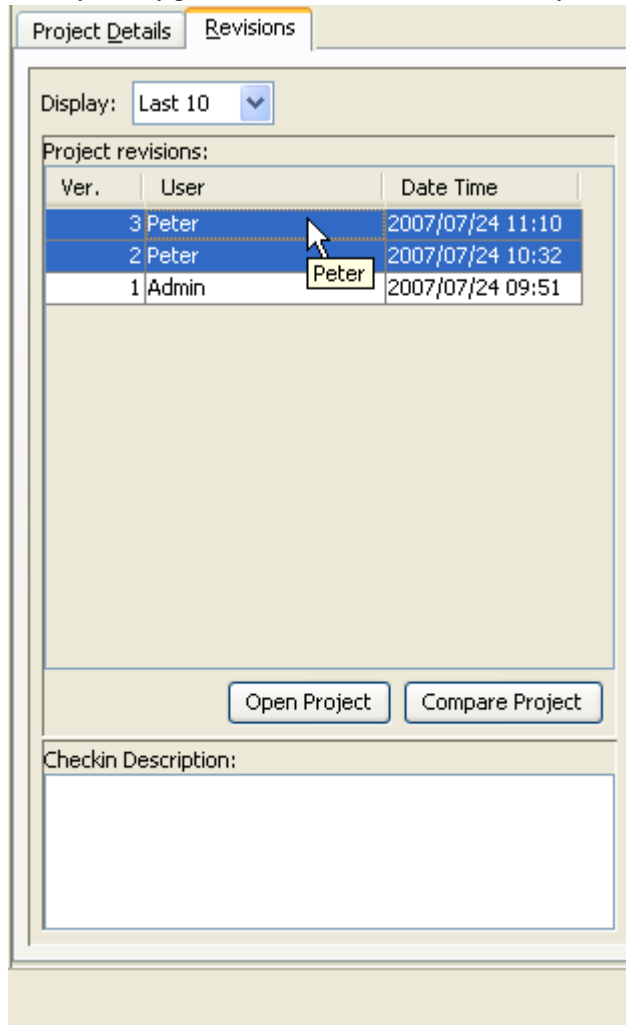 Project Details Revisions
Display: Last 10
Project revisions:
Ver. User Date Time
3 Peter 2007/07/24 11:10
2 Peter 2007/07/24 10:32
Peter
1 Admin 2007/07/24 09:51
Open Project Compare Project
Checkin Description: